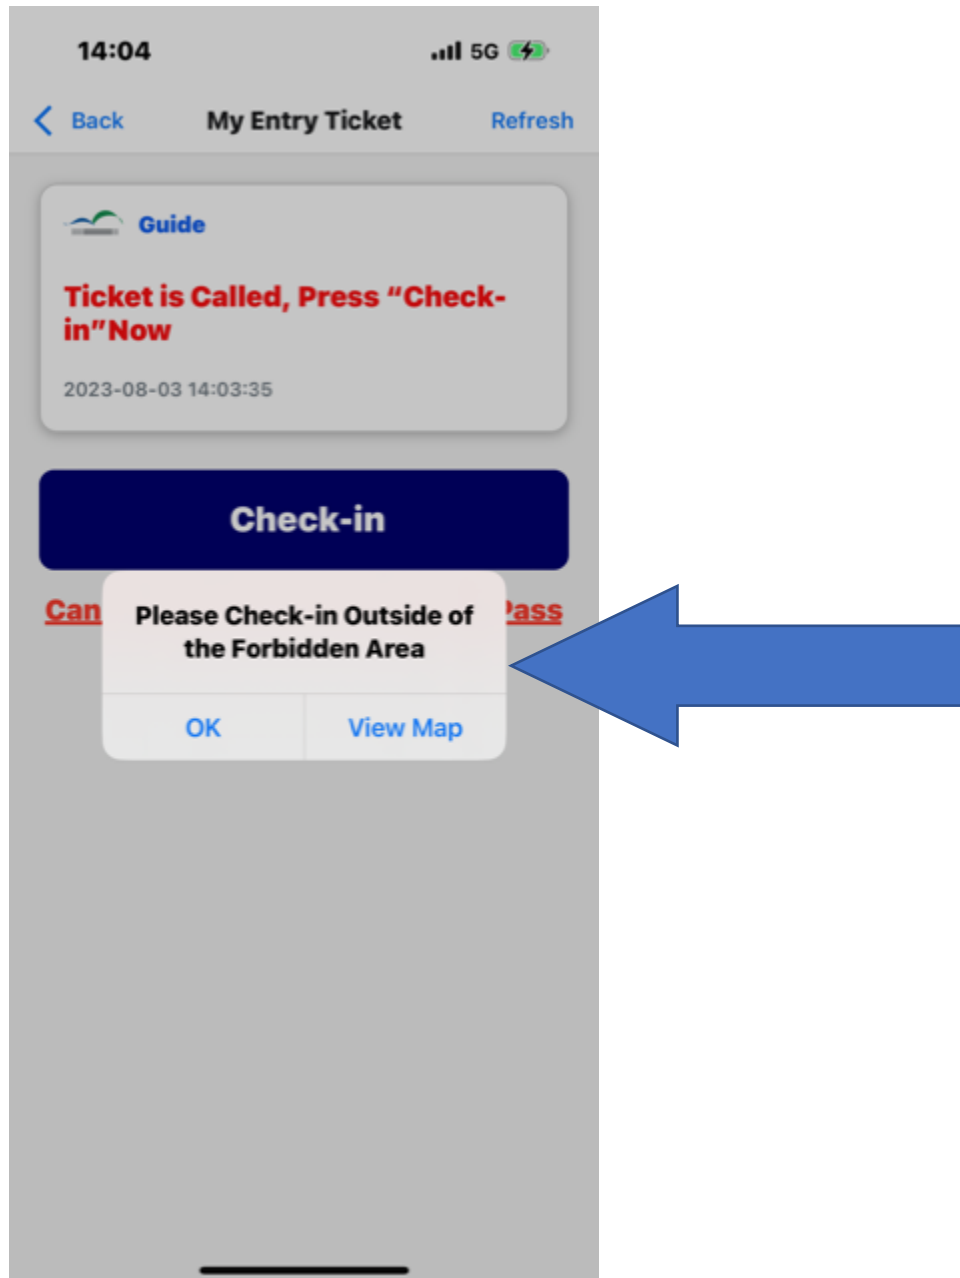 14:04
5G
Back
My Entry Ticket
Refresh
Guide
Ticket is Called, Press “Check-
in”Now
2023-08-03 14:03:35
Check-in
Please Check-in Outside of
the Forbidden Area
OK
View Map